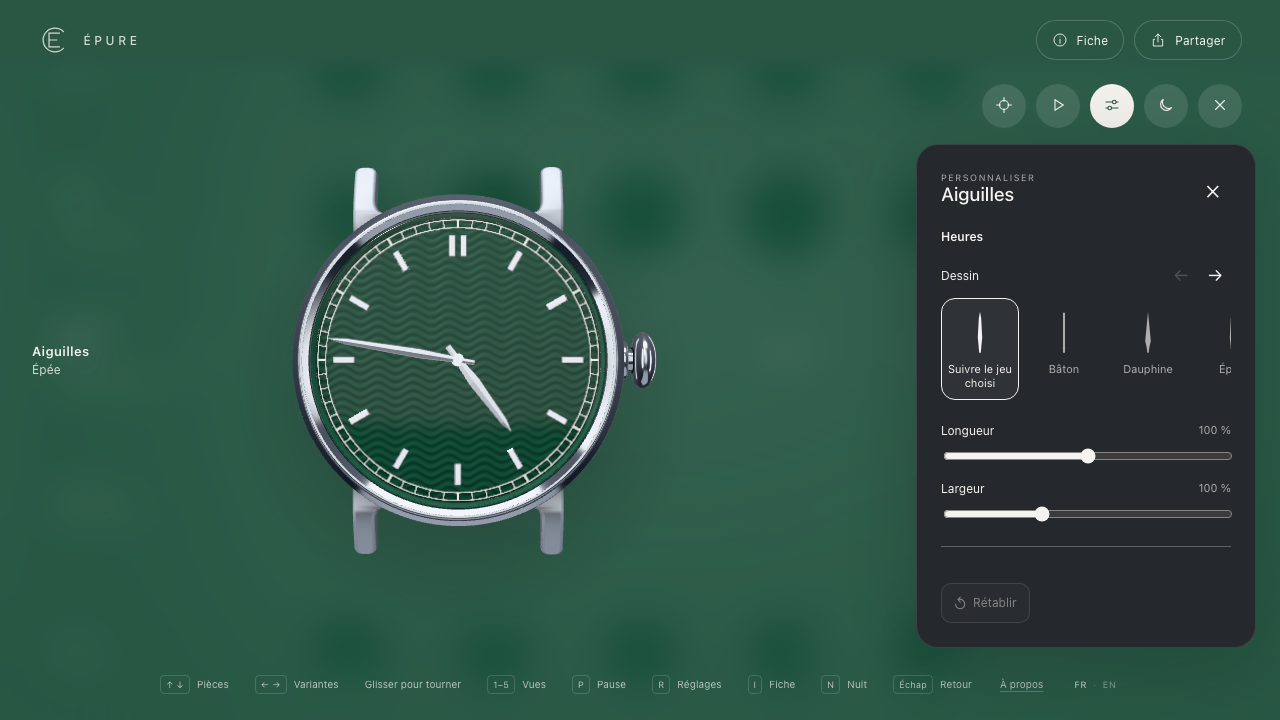 ÉPURE
Fiche
Partager
PERSONNALISER
Aiguilles
Heures
Dessin
Suivre le jeu
choisi
Bâton
Dauphine
Ép
Longueur
100 %
Largeur
100 %
Rétablir
Aiguilles
Épée
↑ ↓ Pièces
← → Variantes
Glisser pour tourner
1–5 Vues
P Pause
R Réglages
I Fiche
N Nuit
Échap Retour
À propos
FR · EN